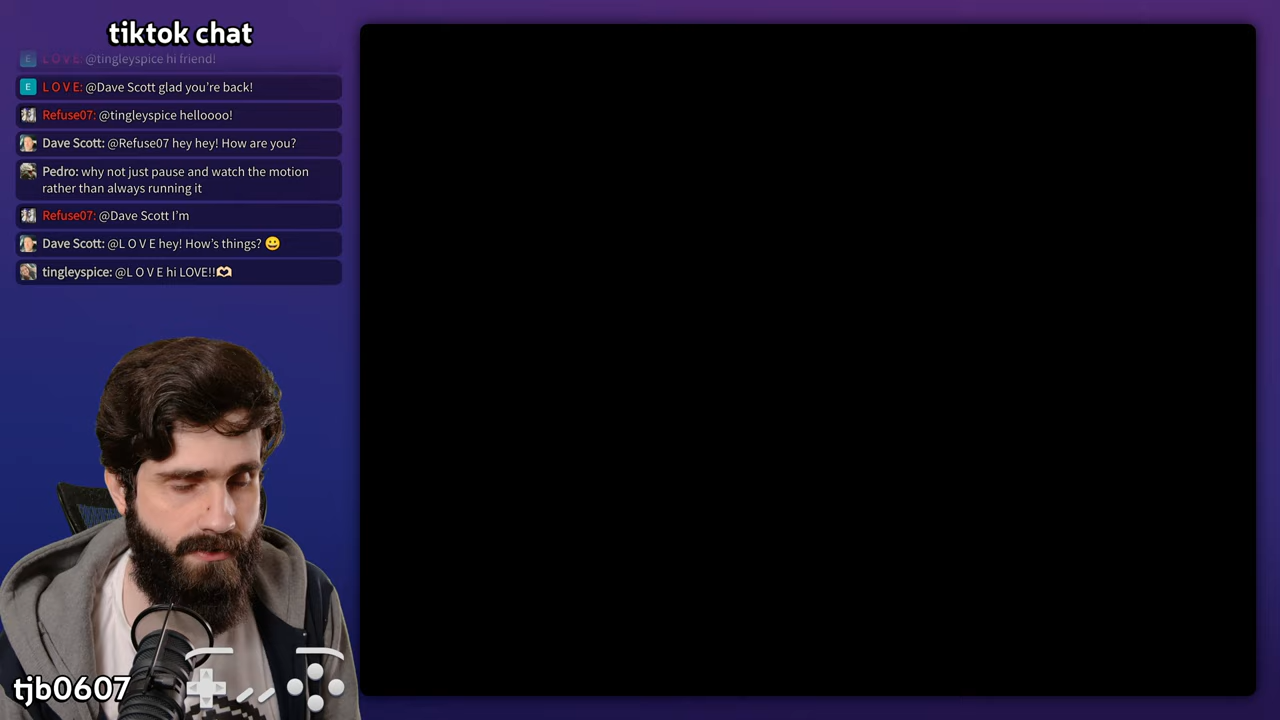 tiktok chat
E L O V E: @tingleyspice hi friend!
E L O V E: @Dave Scott glad you're back!
Refuse07: @tingleyspice helloooo!
Dave Scott: @Refuse07 hey hey! How are you?
Pedro: why not just pause and watch the motion
rather than always running it
Refuse07: @Dave Scott I'm
Dave Scott: @L O V E hey! How's things? 😀
tingleyspice: @L O V E hi LOVE!!🫶
tjb0607